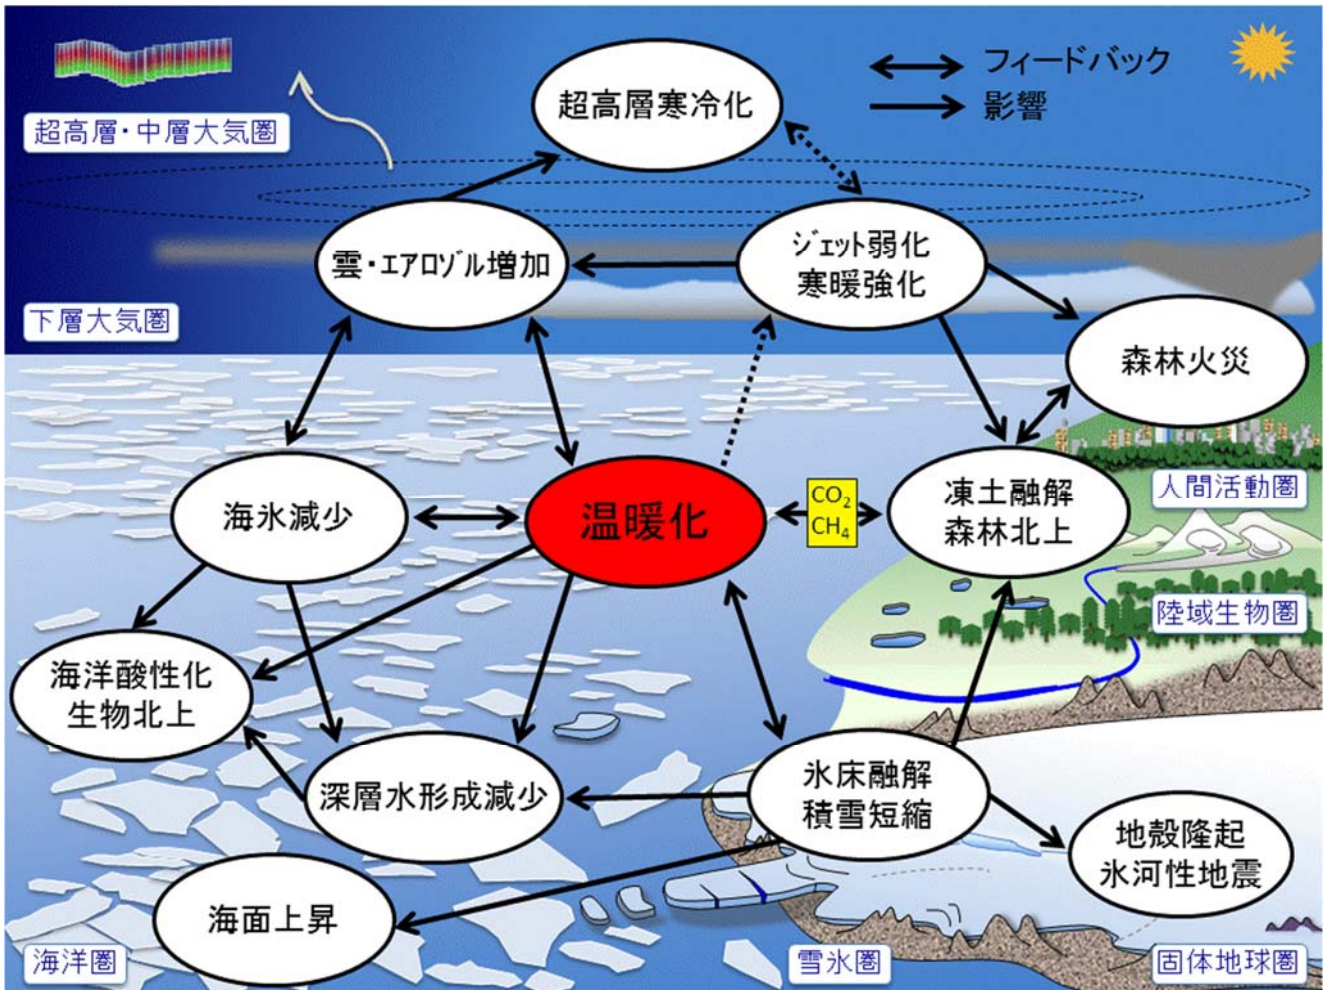 フィードバック
影響
超高層寒冷化
超高層・中層大気圏
雲・エアロゾル増加
ジェット弱化
寒暖強化
下層大気圏
森林火災
人間活動圏
海氷減少
温暖化
CO₂
CH₄
凍土融解
森林北上
陸域生物圏
海洋酸性化
生物北上
深層水形成減少
氷床融解
積雪短縮
地殻隆起
氷河性地震
海面上昇
海洋圏
雪氷圏
固体地球圏